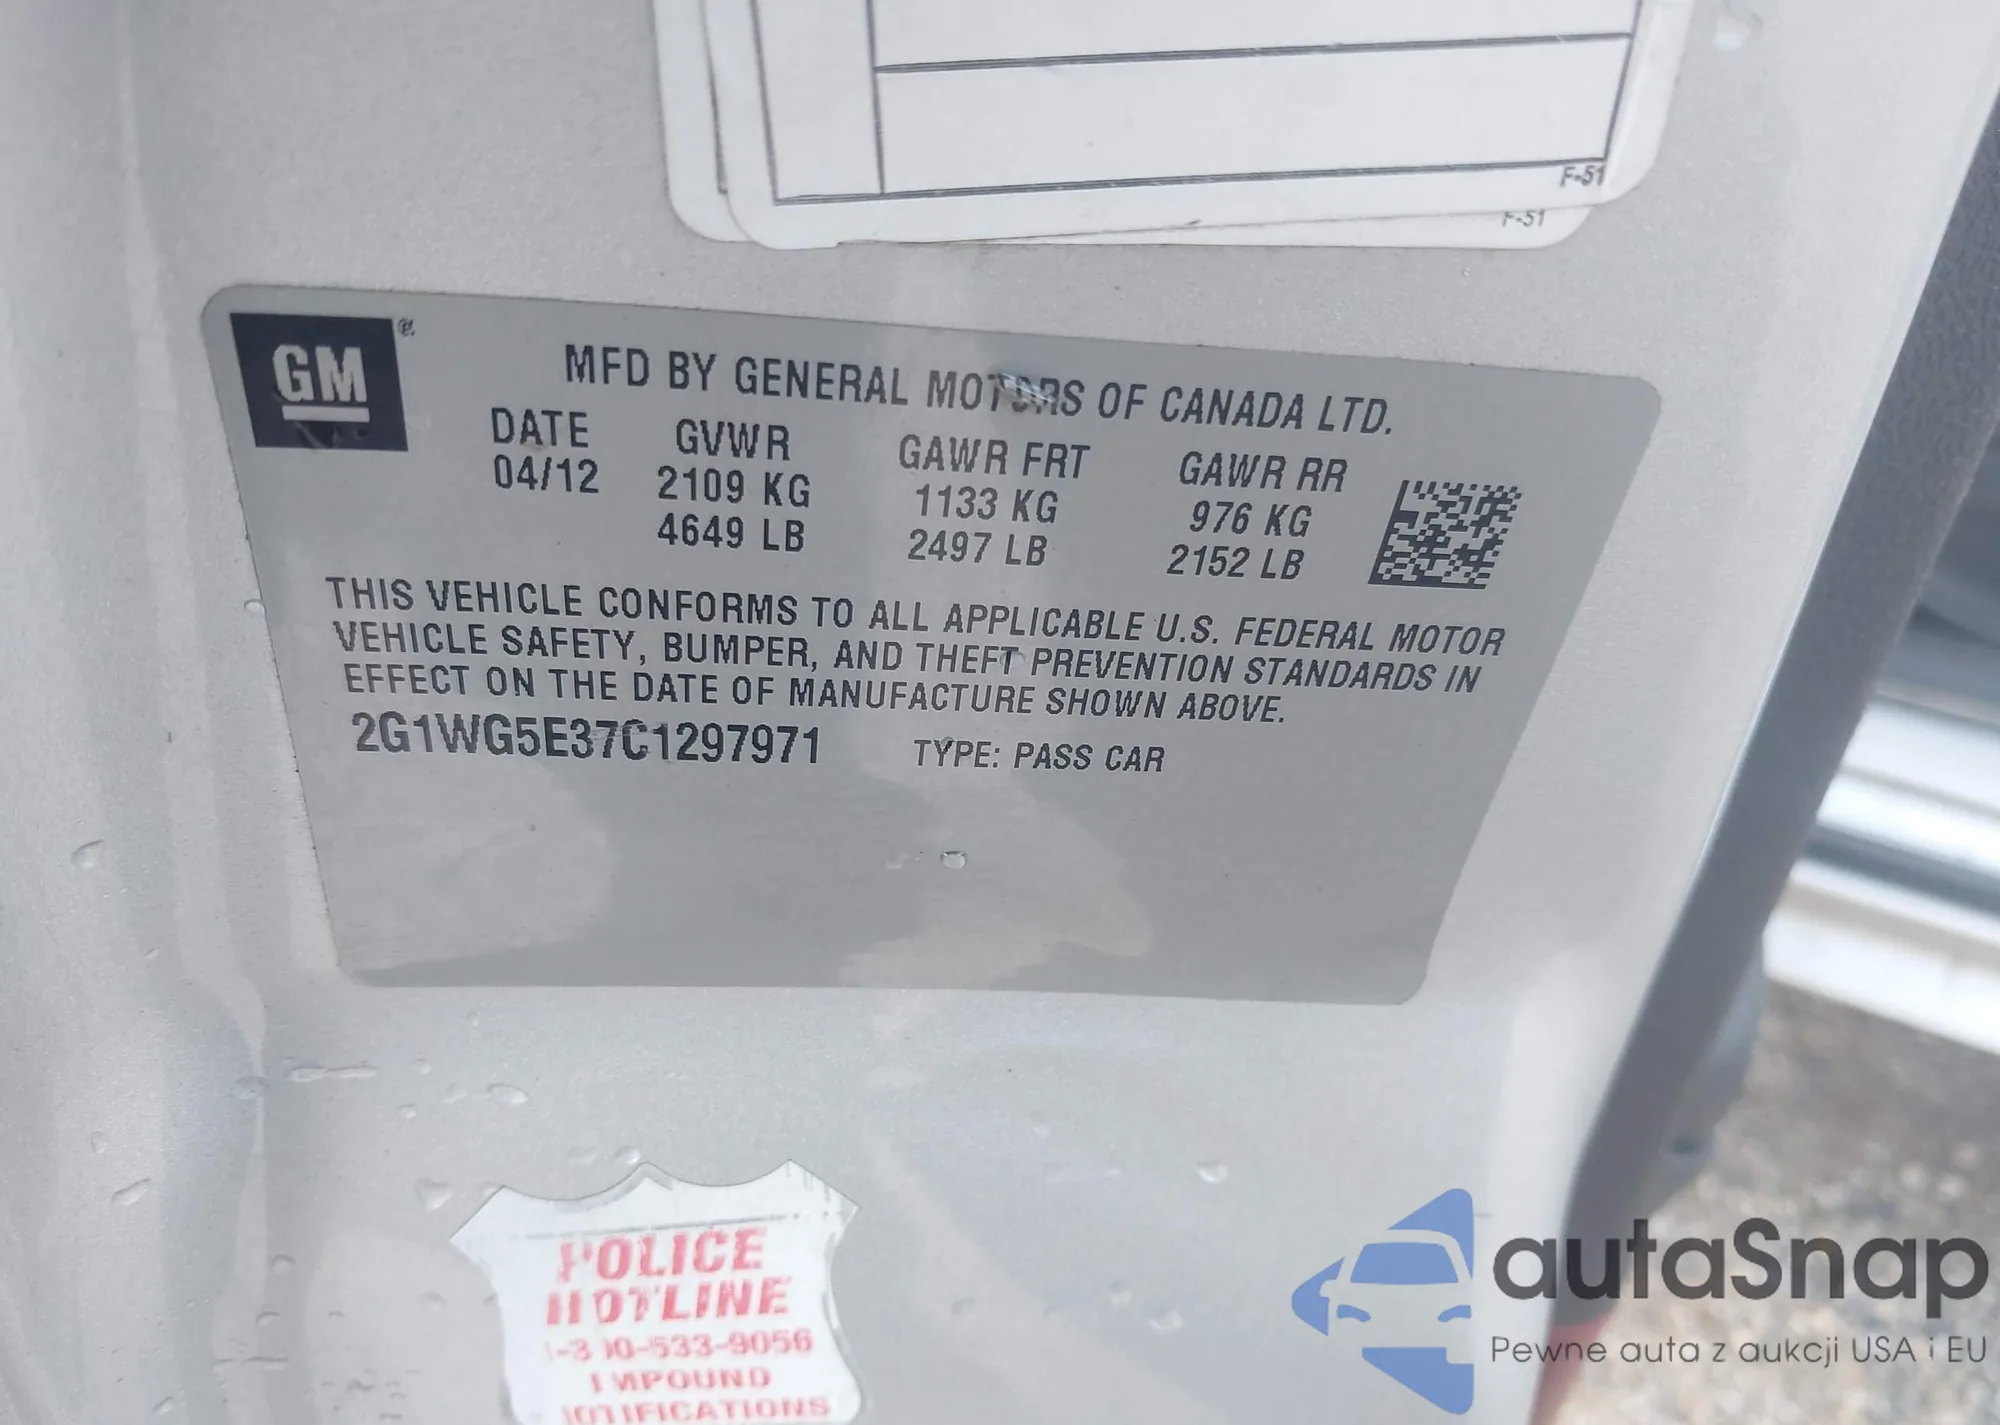 F-51
F-51
GM
MFD BY GENERAL MOTORS OF CANADA LTD.
DATE GVWR GAWR FRT GAWR RR
04/12 2109 KG 1133 KG 976 KG
4649 LB 2497 LB 2152 LB
THIS VEHICLE CONFORMS TO ALL APPLICABLE U.S. FEDERAL MOTOR
VEHICLE SAFETY, BUMPER, AND THEFT PREVENTION STANDARDS IN
EFFECT ON THE DATE OF MANUFACTURE SHOWN ABOVE.
2G1WG5E37C1297971 TYPE: PASS CAR
POLICE
HOTLINE
533-9056
IMPOUND
NOTIFICATIONS
autaSnap
Pewne auta z aukcji USA i EU